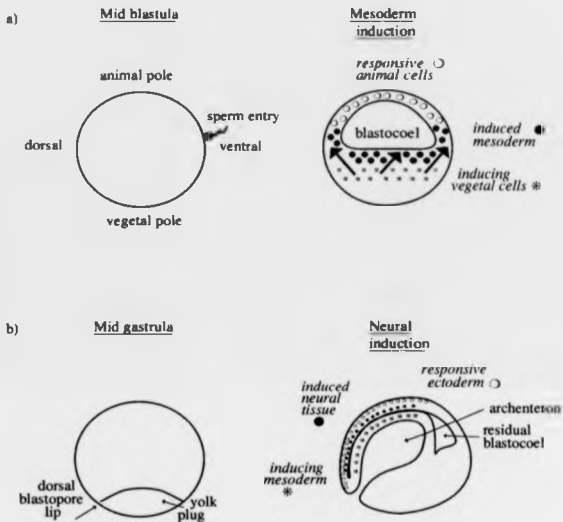 a)
Mid blastula
animal pole
sperm entry
dorsal
ventral
vegetal pole
Mesoderm
induction
responsive
animal cells
blastocoel
induced
mesoderm
inducing
vegetal cells *
b)
Mid gastrula
dorsal
blastopore
lip
yolk
plug
Neural
induction
responsive
ectoderm
induced
neural
tissue
archenteron
residual
blastocoel
inducing
mesoderm
*